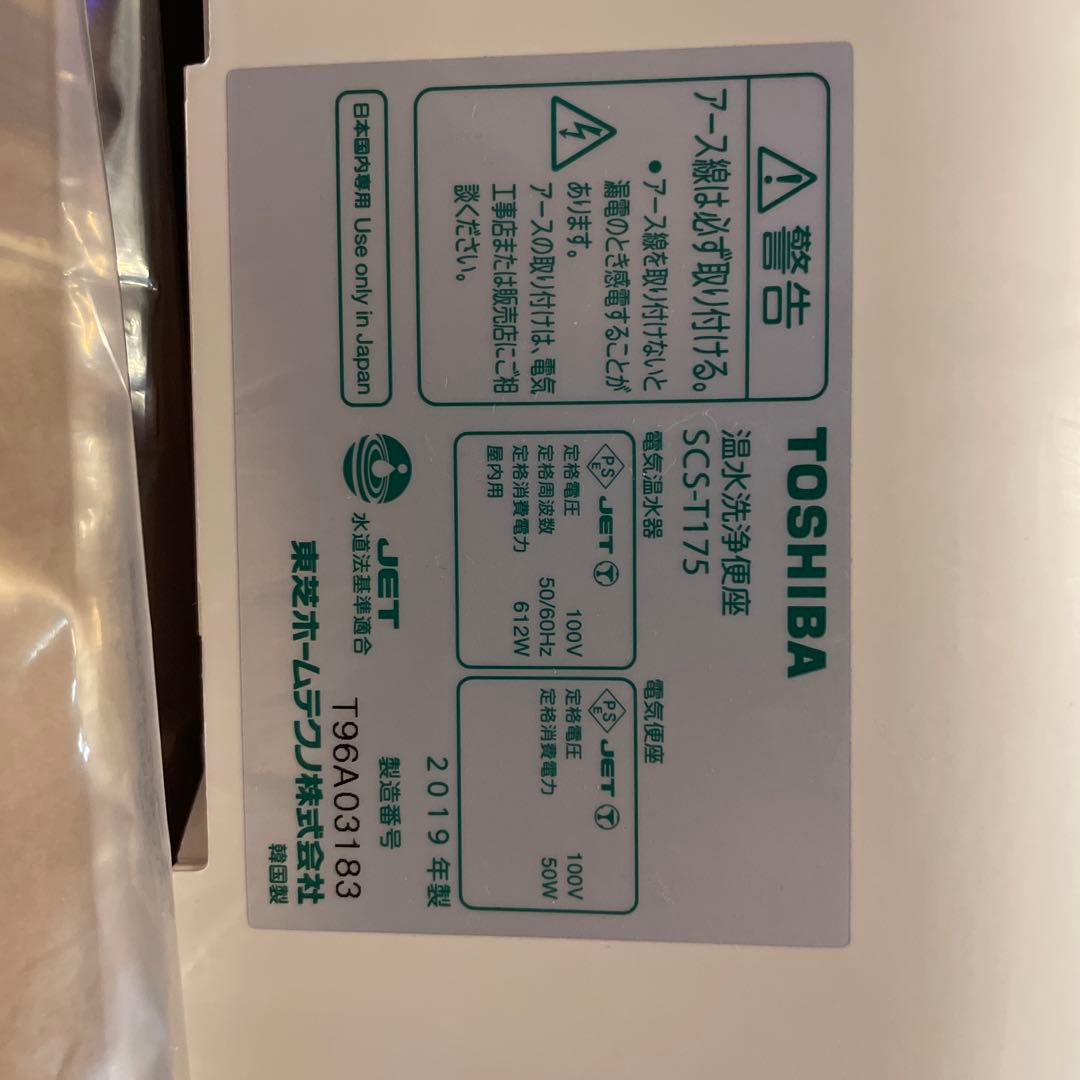 警告
アース線は必ず取り付ける。
●アース線を取り付けないと
漏電のとき感電することが
あります。
アースの取り付けは、電気
工事店または販売店にご相
談ください。
日本国内専用 Use only in Japan
TOSHIBA
温水洗浄便座
SCS-T175
電気温水器
PSE JET T
定格電圧 100V
定格周波数 50/60Hz
定格消費電力 612W
屋内用
電気便座
PSE JET T
定格電圧 100V
定格消費電力 50W
JET
水道法基準適合
2019年製
製造番号
T96A03183
東芝ホームテクノ株式会社
韓国製